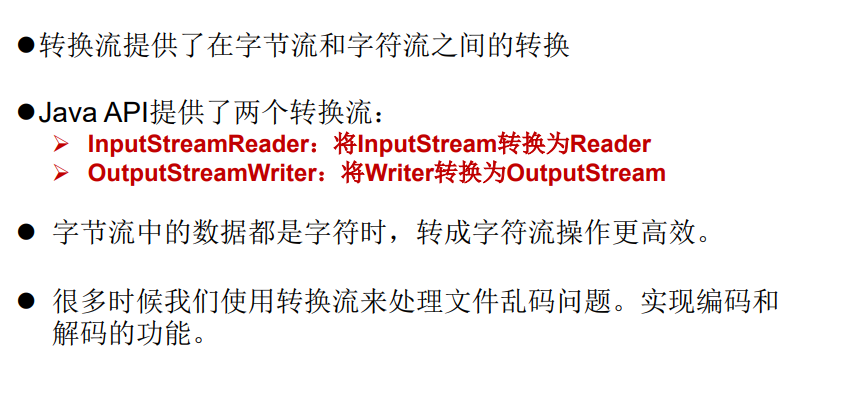 ●转换流提供了在字节流和字符流之间的转换
●Java API提供了两个转换流：
➢ InputStreamReader：将InputStream转换为Reader
➢ OutputStreamWriter：将Writer转换为OutputStream
● 字节流中的数据都是字符时，转成字符流操作更高效。
● 很多时候我们使用转换流来处理文件乱码问题。实现编码和
解码的功能。